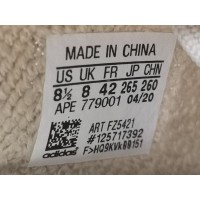 MADE IN CHINA
US UK FR JP CHN
8½ 8 42 265 260
APE 779001 04/20
ART FZ5421
#125717392
adidas F>HQ9KVkBB151